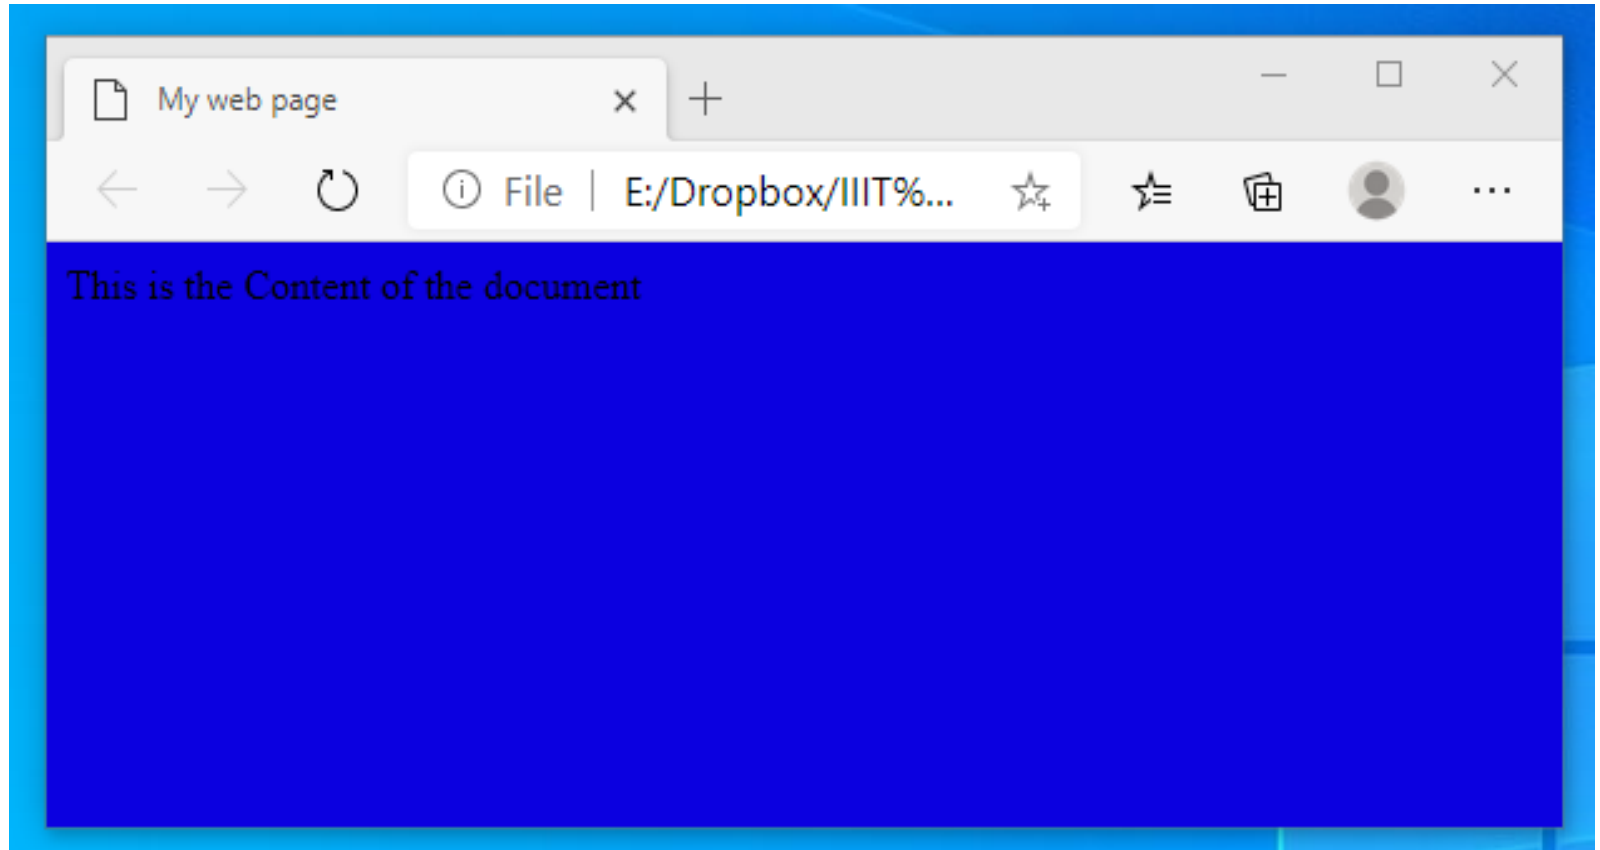 My web page
File | E:/Dropbox/IIIT%...
This is the Content of the document